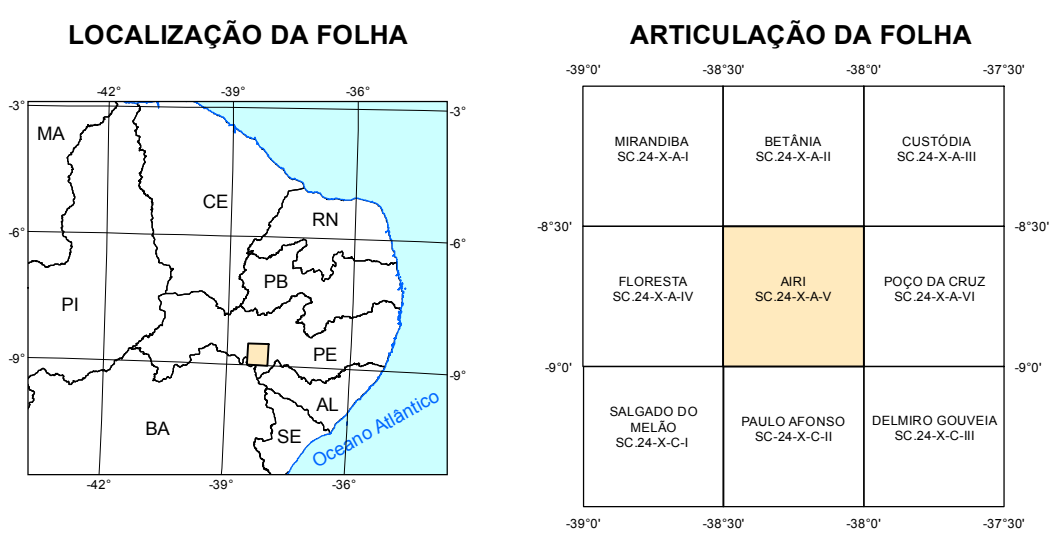 LOCALIZAÇÃO DA FOLHA
-42°
-39°
-36°
-3°
-3°
MA
CE
RN
-6°
-6°
PB
PI
PE
-9°
-9°
AL
BA
SE
Oceano Atlântico
-42°
-39°
-36°
ARTICULAÇÃO DA FOLHA
-39°0'
-38°30'
-38°0'
-37°30'
MIRANDIBA
SC.24-X-A-I
BETÂNIA
SC.24-X-A-II
CUSTÓDIA
SC.24-X-A-III
-8°30'
-8°30'
FLORESTA
SC.24-X-A-IV
AIRI
SC.24-X-A-V
POÇO DA CRUZ
SC.24-X-A-VI
-9°0'
-9°0'
SALGADO DO
MELÃO
SC.24-X-C-I
PAULO AFONSO
SC-24-X-C-II
DELMIRO GOUVEIA
SC.24-X-C-III
-39°0'
-38°30'
-38°0'
-37°30'